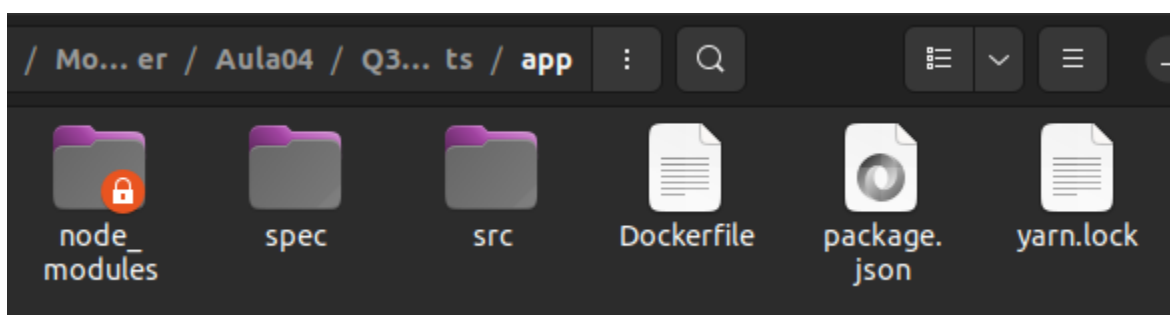 / Mo... er / Aula04 / Q3... ts / app
node_
modules
spec
src
Dockerfile
package.
json
yarn.lock